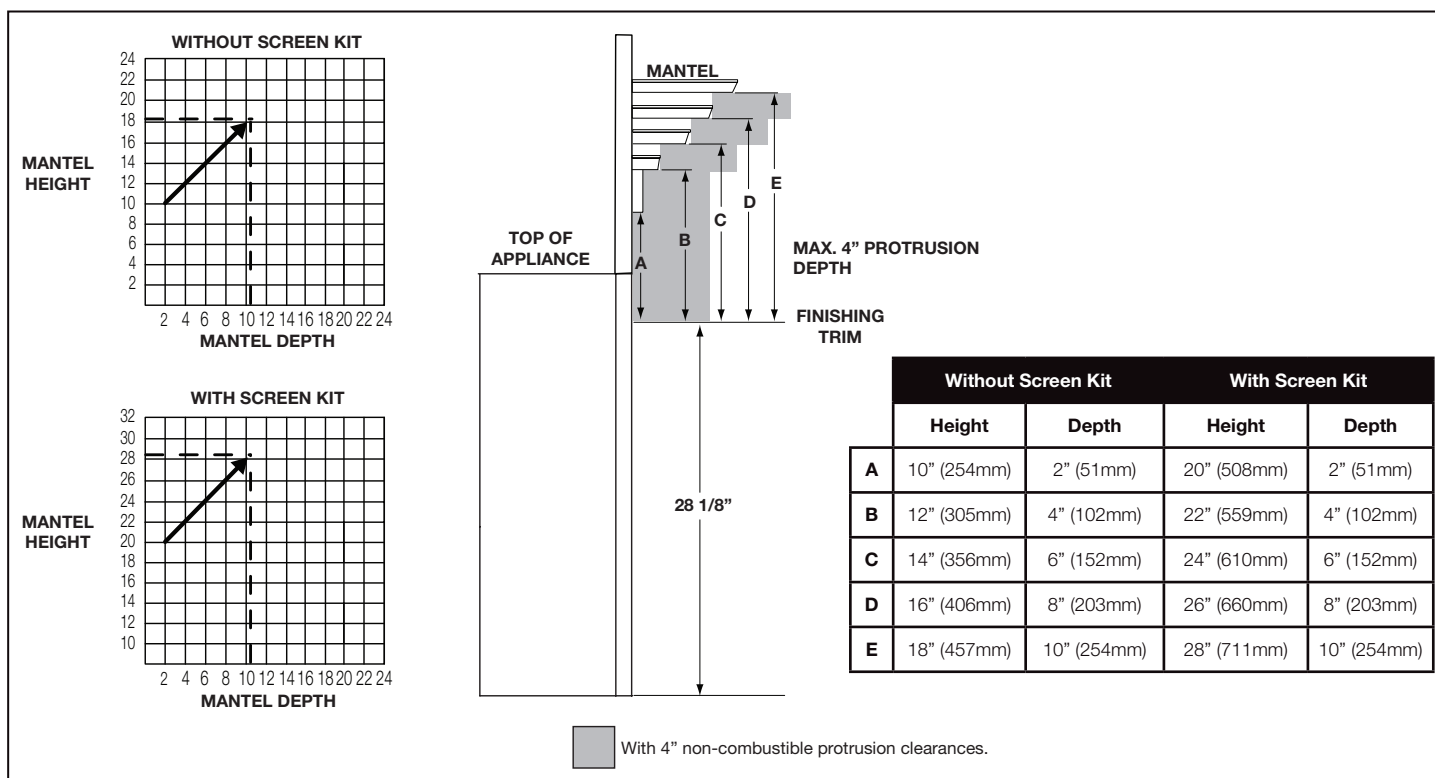 WITHOUT SCREEN KIT
24
22
20
18
16
14
12
10
8
6
4
2
MANTEL
HEIGHT
2 4 6 8 10 12 14 16 18 20 22 24
MANTEL DEPTH
WITH SCREEN KIT
32
30
28
26
24
22
20
18
16
14
12
10
MANTEL
HEIGHT
2 4 6 8 10 12 14 16 18 20 22 24
MANTEL DEPTH
MANTEL
A
B
C
D
E
TOP OF
APPLIANCE
MAX. 4” PROTRUSION
DEPTH
FINISHING
TRIM
28 1/8”
Without Screen Kit With Screen Kit
Height Depth Height Depth
A 10” (254mm) 2” (51mm) 20” (508mm) 2” (51mm)
B 12” (305mm) 4” (102mm) 22” (559mm) 4” (102mm)
C 14” (356mm) 6” (152mm) 24” (610mm) 6” (152mm)
D 16” (406mm) 8” (203mm) 26” (660mm) 8” (203mm)
E 18” (457mm) 10” (254mm) 28” (711mm) 10” (254mm)
With 4” non-combustible protrusion clearances.